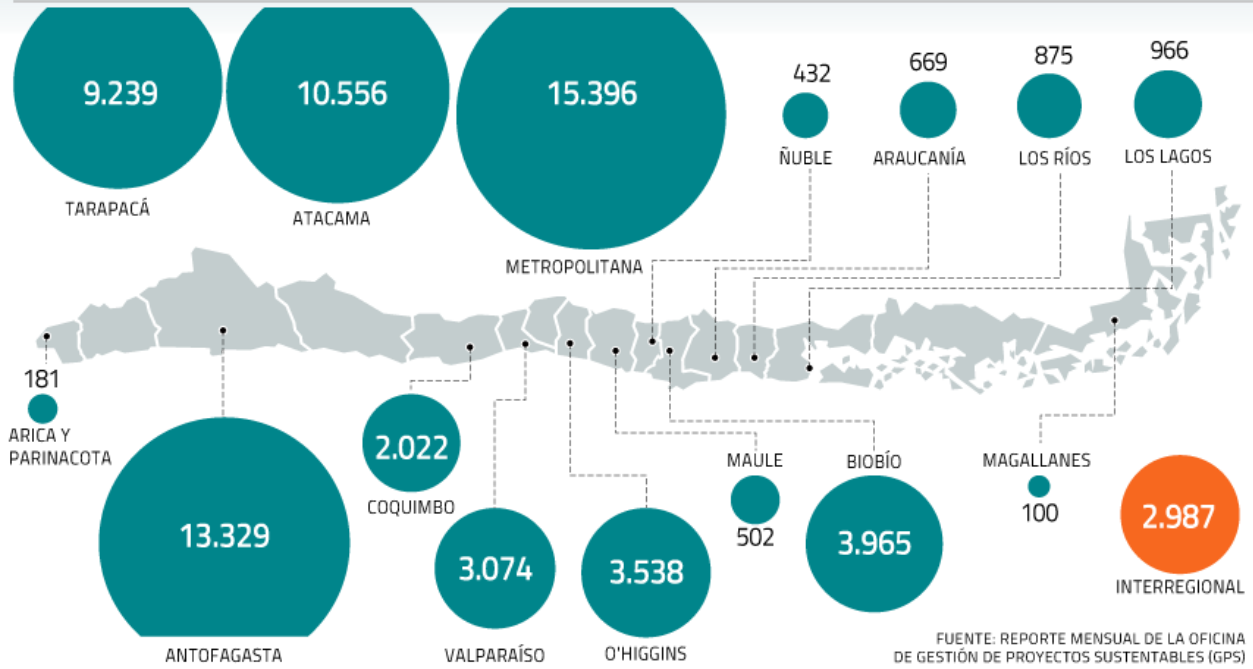 9.239
TARAPACÁ
10.556
ATACAMA
15.396
METROPOLITANA
432
ÑUBLE
669
ARAUCANÍA
875
LOS RÍOS
966
LOS LAGOS
181
ARICA Y
PARINACOTA
13.329
ANTOFAGASTA
2.022
COQUIMBO
3.074
VALPARAÍSO
3.538
O'HIGGINS
MAULE
502
BIOBÍO
3.965
MAGALLANES
100
2.987
INTERREGIONAL
FUENTE: REPORTE MENSUAL DE LA OFICINA
DE GESTIÓN DE PROYECTOS SUSTENTABLES (GPS)